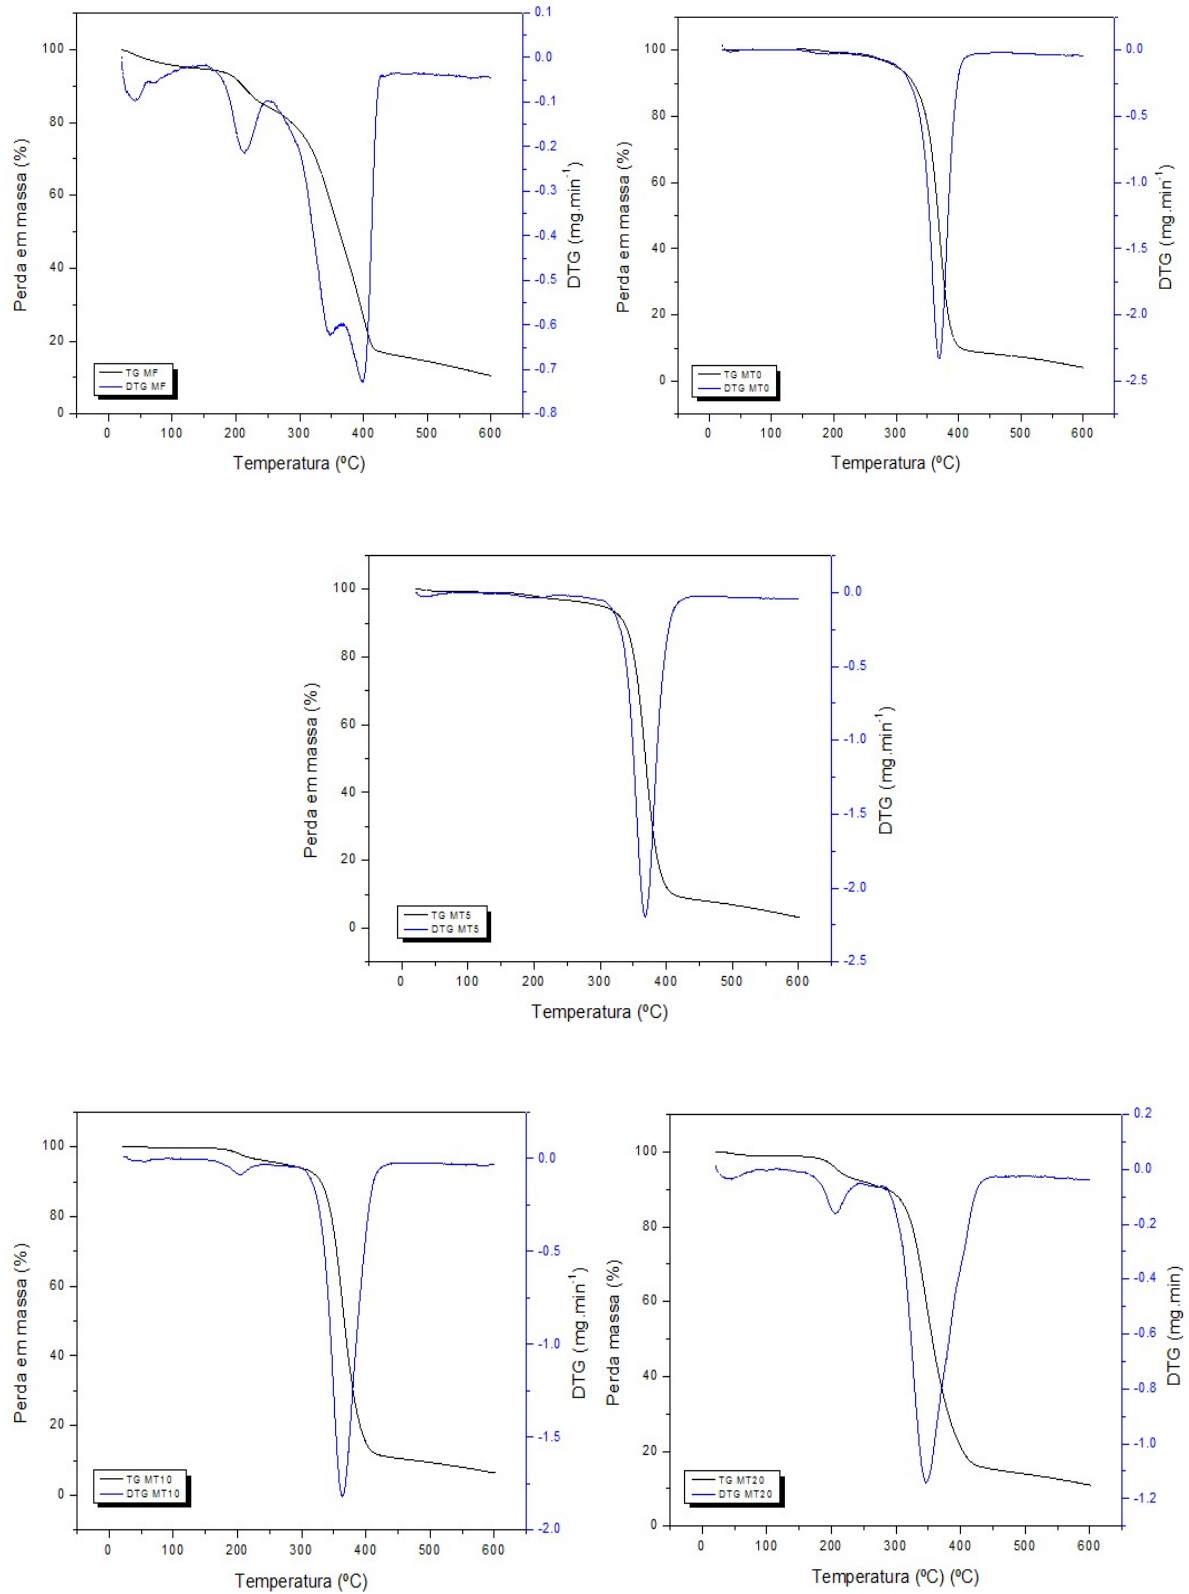 0.1
100
0.0
80
-0.1
-0.2
60
-0.3
40
-0.4
-0.5
20
-0.6
-0.7
0
-0.8
Perda em massa (%)
DTG (mg.min-1)
TG MF
DTG MF
0 100 200 300 400 500 600
Temperatura (ºC)
100
0.0
80
-0.5
60
-1.0
40
-1.5
20
-2.0
0
-2.5
Perda em massa (%)
DTG (mg.min-1)
TG MT0
DTG MT0
0 100 200 300 400 500 600
Temperatura (ºC)
100
0.0
80
-0.5
60
-1.0
40
-1.5
20
-2.0
0
-2.5
Perda em massa (%)
DTG (mg.min-1)
TG MT5
DTG MT5
0 100 200 300 400 500 600
Temperatura (ºC)
100
0.0
80
-0.5
60
-1.0
40
20
-1.5
0
-2.0
Perda em massa (%)
DTG (mg.min-1)
TG MT10
DTG MT10
0 100 200 300 400 500 600
Temperatura (ºC)
0.2
100
0.0
80
-0.2
60
-0.4
-0.6
40
-0.8
20
-1.0
0
-1.2
Perda massa (%)
DTG (mg.min)
TG MT20
DTG MT20
0 100 200 300 400 500 600
Temperatura (ºC) (ºC)